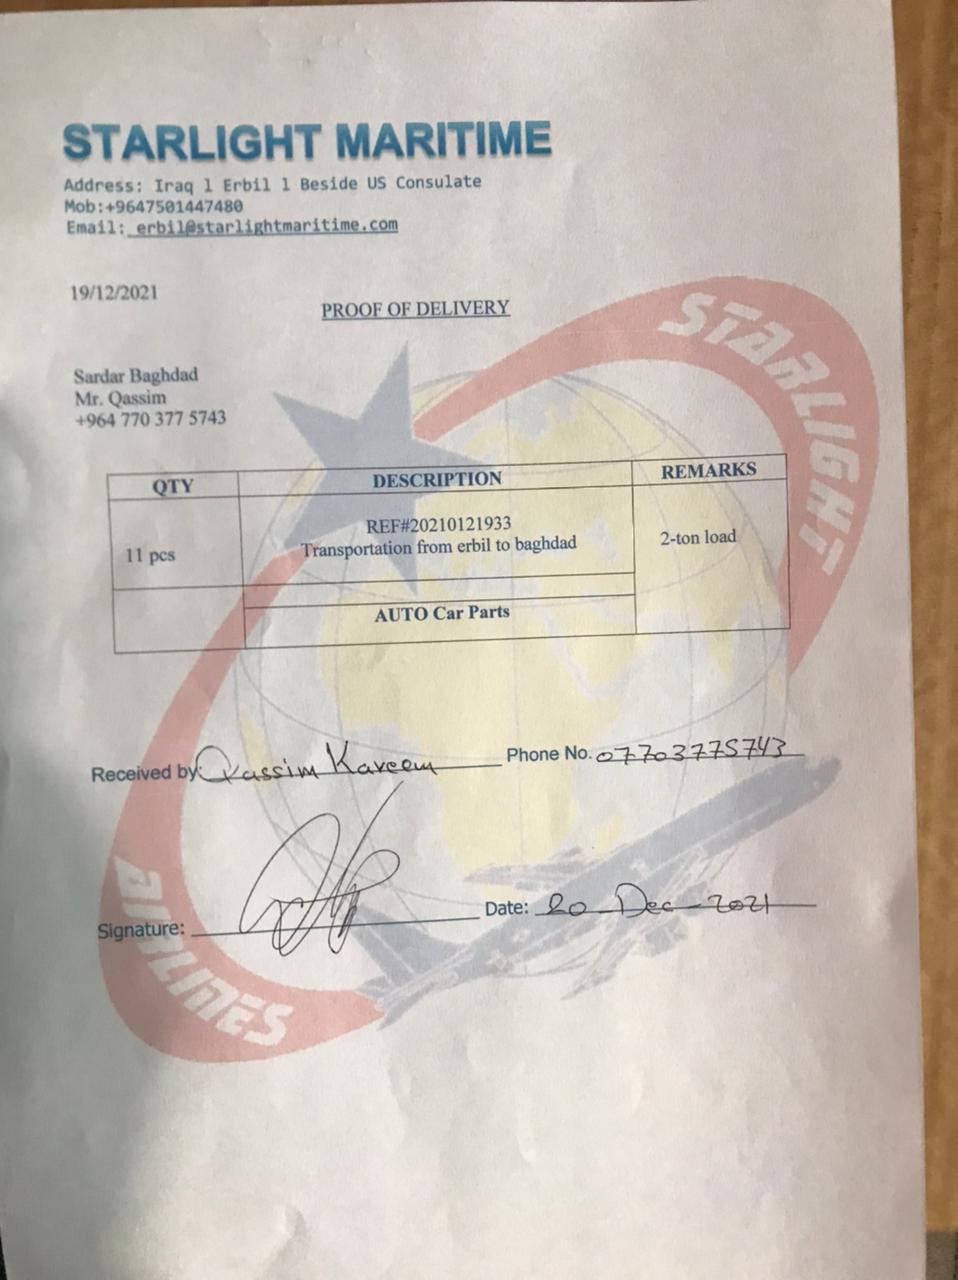 STARLIGHT MARITIME
Address: Iraq l Erbil l Beside US Consulate
Mob:+9647501447480
Email: erbil@starlightmaritime.com
19/12/2021
PROOF OF DELIVERY
Sardar Baghdad
Mr. Qassim
+964 770 377 5743
QTY DESCRIPTION REMARKS
11 pcs
REF#20210121933
Transportation from erbil to baghdad
2-ton load
AUTO Car Parts
Received by: Qassim Kareem Phone No. 07703775743
Signature: Date: 20 Dec-2021
STARLIGHT
AIRLINES